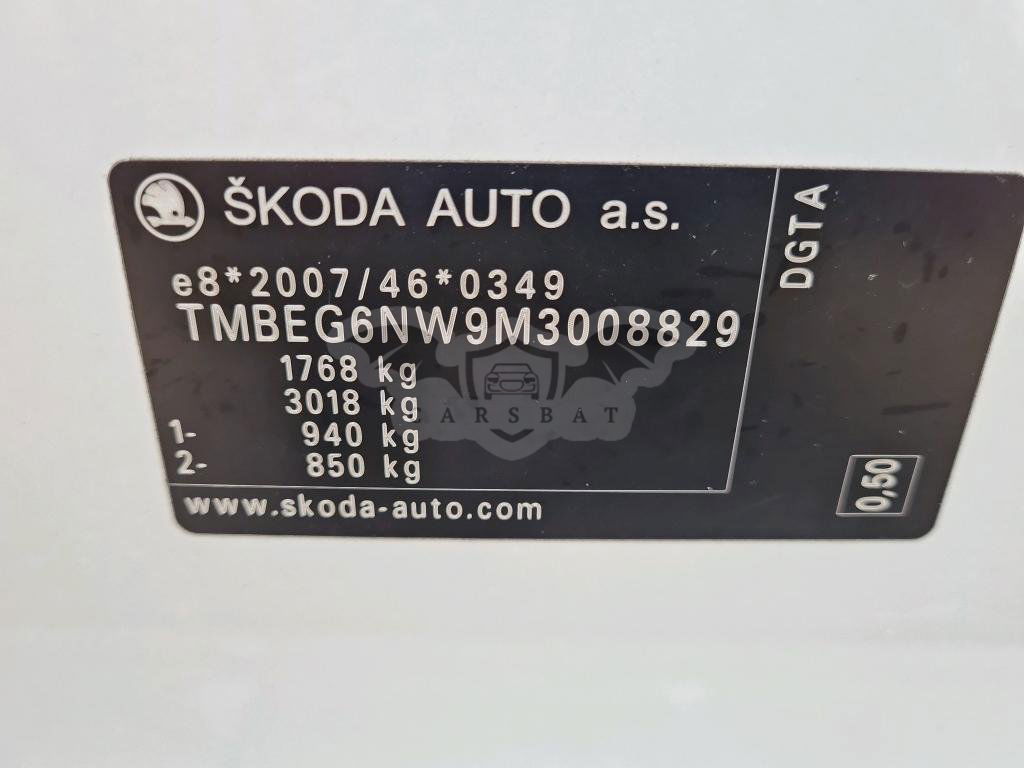 ŠKODA AUTO a.s.
DGTA
e8*2007/46*0349
TMBEG6NW9M3008829
1768 kg
3018 kg
1- 940 kg
2- 850 kg
CARSBAT
0,50
www.skoda-auto.com